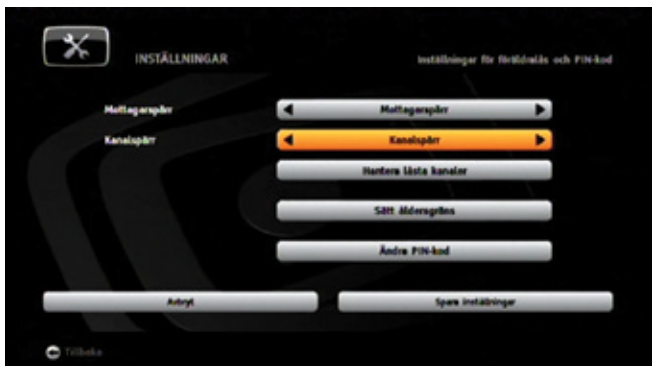 INSTÄLLNINGAR
Inställningar för föräldralås och PIN-kod
Mottagarspärr Mottagarspärr
Kanalspärr Kanalspärr
Hantera låsta kanaler
Sätt åldersgräns
Ändra PIN-kod
Avbryt Spara inställningar
Tillbaka